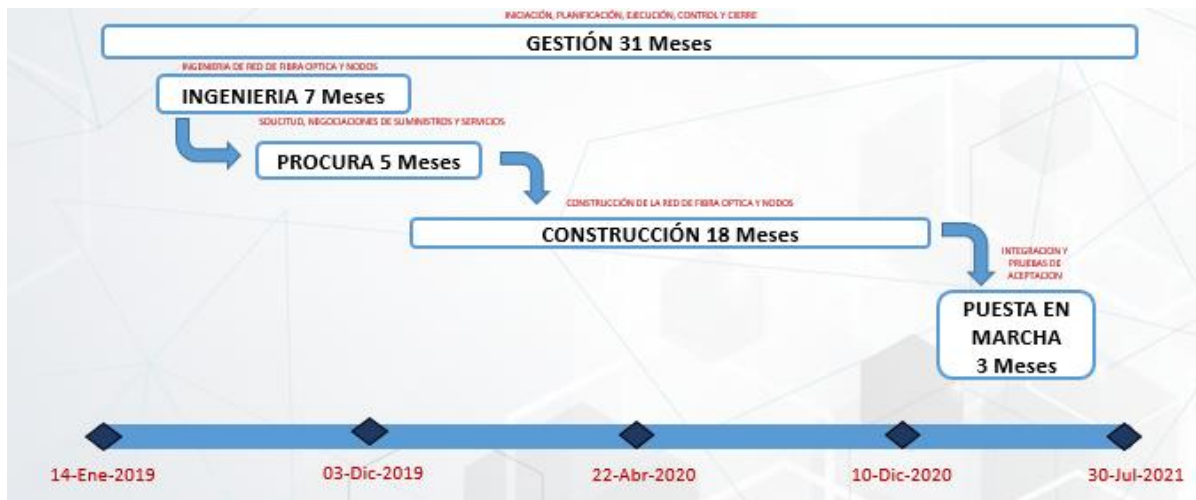 INICIACIÓN, PLANIFICACIÓN, EJECUCIÓN, CONTROL Y CIERRE
GESTIÓN 31 Meses
INGENIERIA DE RED DE FIBRA OPTICA Y NODOS
INGENIERIA 7 Meses
SOLICITUD, NEGOCIACIONES DE SUMINISTROS Y SERVICIOS
PROCURA 5 Meses
CONSTRUCCIÓN DE LA RED DE FIBRA OPTICA Y NODOS
CONSTRUCCIÓN 18 Meses
INTEGRACION Y
PRUEBAS DE
ACEPTACION
PUESTA EN
MARCHA
3 Meses
14-Ene-2019
03-Dic-2019
22-Abr-2020
10-Dic-2020
30-Jul-2021